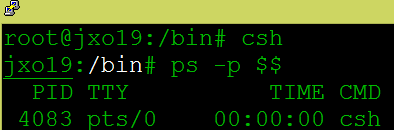 root@jxo19:/bin# csh
jxo19:/bin# ps -p $$
  PID TTY          TIME CMD
 4083 pts/0    00:00:00 csh